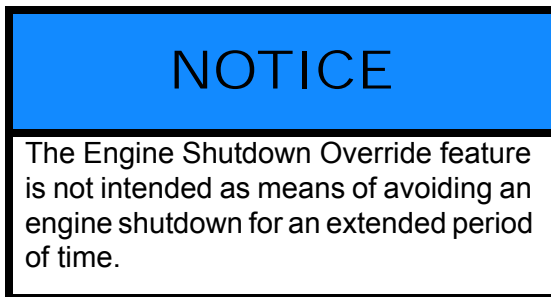 NOTICE
The Engine Shutdown Override feature
is not intended as means of avoiding an
engine shutdown for an extended period
of time.